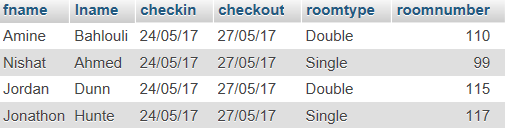 fname lname checkin checkout roomtype roomnumber
Amine Bahlouli 24/05/17 27/05/17 Double 110
Nishat Ahmed 24/05/17 27/05/17 Single 99
Jordan Dunn 24/05/17 27/05/17 Double 115
Jonathon Hunte 24/05/17 27/05/17 Single 117